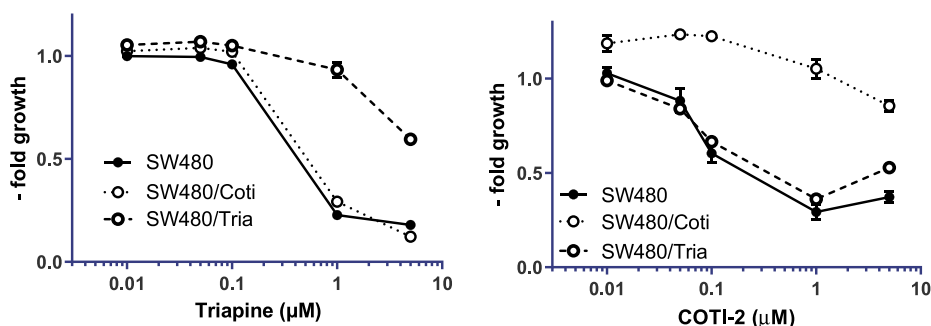 - fold growth
1.0
0.5
0.0
SW480
SW480/Coti
SW480/Tria
0.01
0.1
1
10
Triapine (µM)
- fold growth
1.0
0.5
0.0
SW480
SW480/Coti
SW480/Tria
0.01
0.1
1
10
COTI-2 (µM)